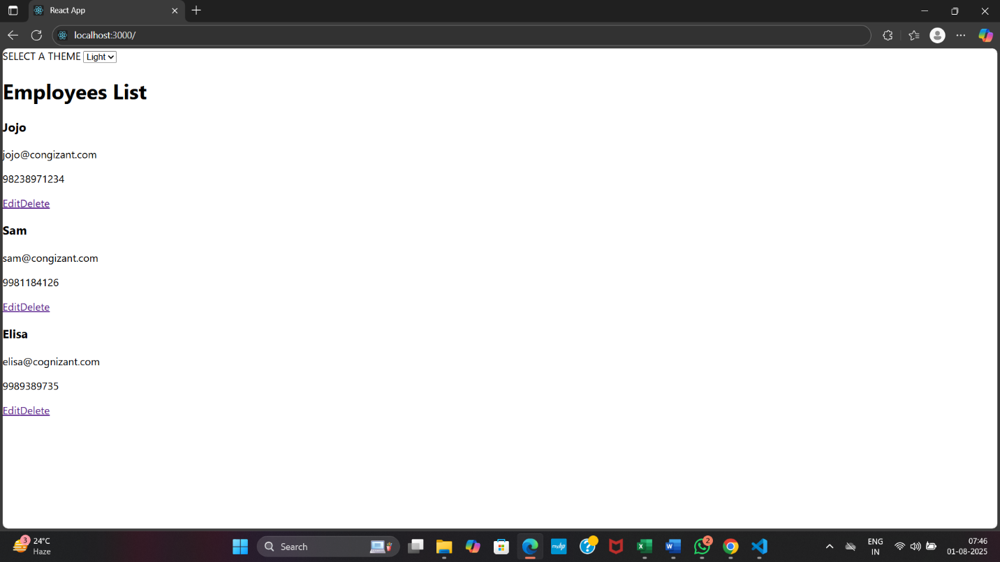 React App
localhost:3000/
SELECT A THEME Light
Employees List
Jojo
jojo@congizant.com
98238971234
EditDelete
Sam
sam@congizant.com
9981184126
EditDelete
Elisa
elisa@cognizant.com
9989389735
EditDelete
3 24°C
Haze
Search
myhp
2
ENG
IN
07:46
01-08-2025